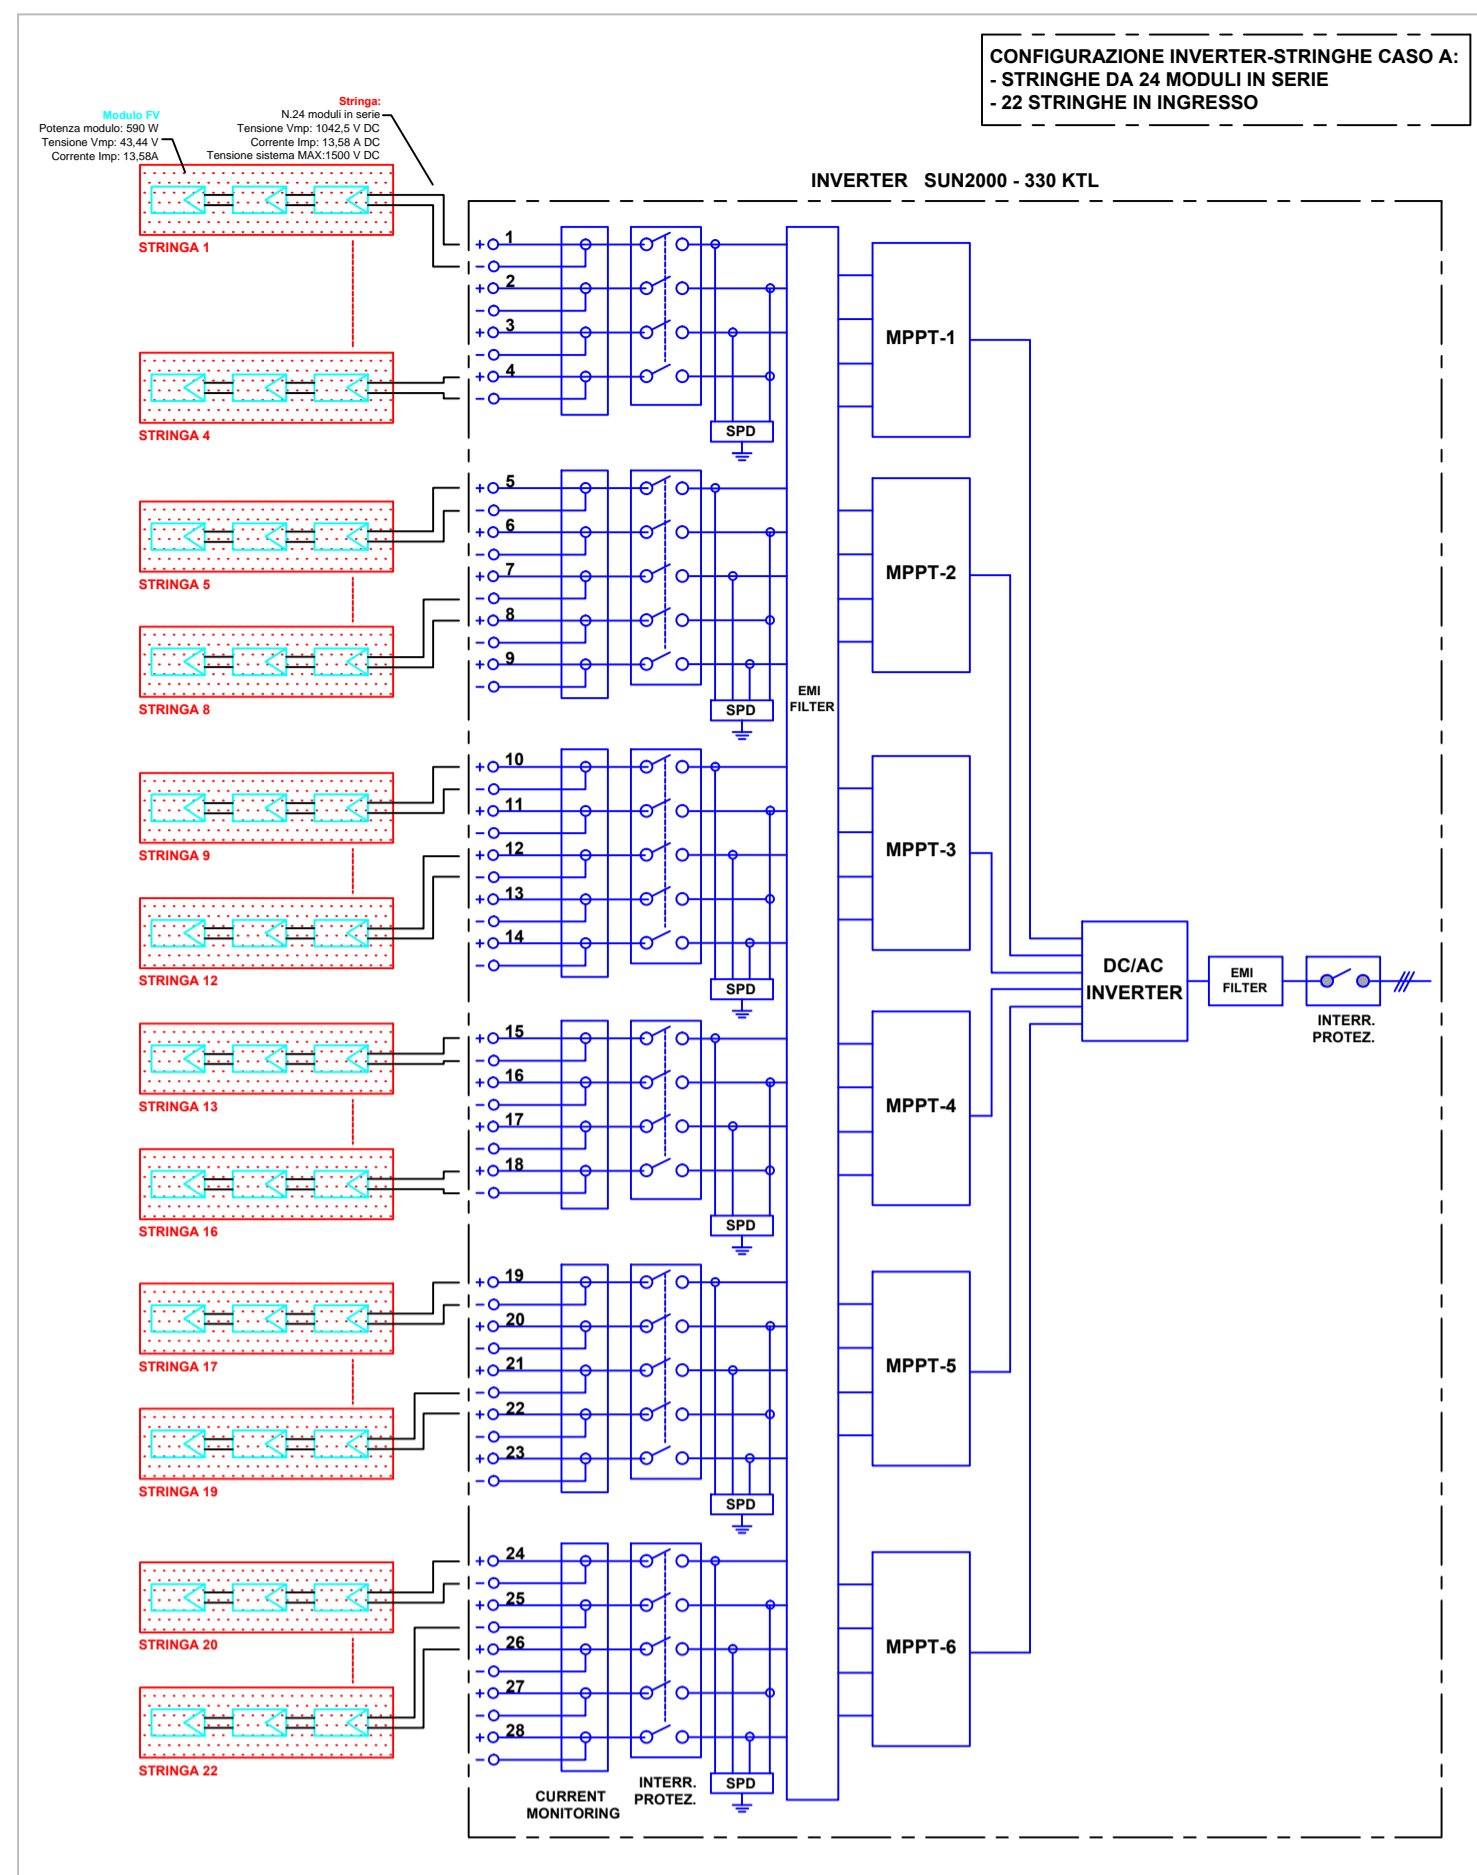 CONFIGURAZIONE INVERTER-STRINGHE CASO A:
- STRINGHE DA 24 MODULI IN SERIE
- 22 STRINGHE IN INGRESSO
Modulo FV
Potenza modulo: 590 W
Tensione Vmp: 43,44 V
Corrente Imp: 13,58A
Stringa:
N.24 moduli in serie
Tensione Vmp: 1042,5 V DC
Corrente Imp: 13,58 A DC
Tensione sistema MAX:1500 V DC
INVERTER SUN2000 - 330 KTL
STRINGA 1
STRINGA 4
+ 1
-
+ 2
-
+ 3
-
+ 4
-
SPD
MPPT-1
STRINGA 5
STRINGA 8
+ 5
-
+ 6
-
+ 7
-
+ 8
-
+ 9
-
SPD
EMI
FILTER
MPPT-2
STRINGA 9
STRINGA 12
+ 10
-
+ 11
-
+ 12
-
+ 13
-
+ 14
-
SPD
MPPT-3
DC/AC
INVERTER
EMI
FILTER
INTERR.
PROTEZ.
STRINGA 13
STRINGA 16
+ 15
-
+ 16
-
+ 17
-
+ 18
-
SPD
MPPT-4
STRINGA 17
STRINGA 19
+ 19
-
+ 20
-
+ 21
-
+ 22
-
+ 23
-
SPD
MPPT-5
STRINGA 20
STRINGA 22
+ 24
-
+ 25
-
+ 26
-
+ 27
-
+ 28
-
SPD
MPPT-6
CURRENT
MONITORING
INTERR.
PROTEZ.